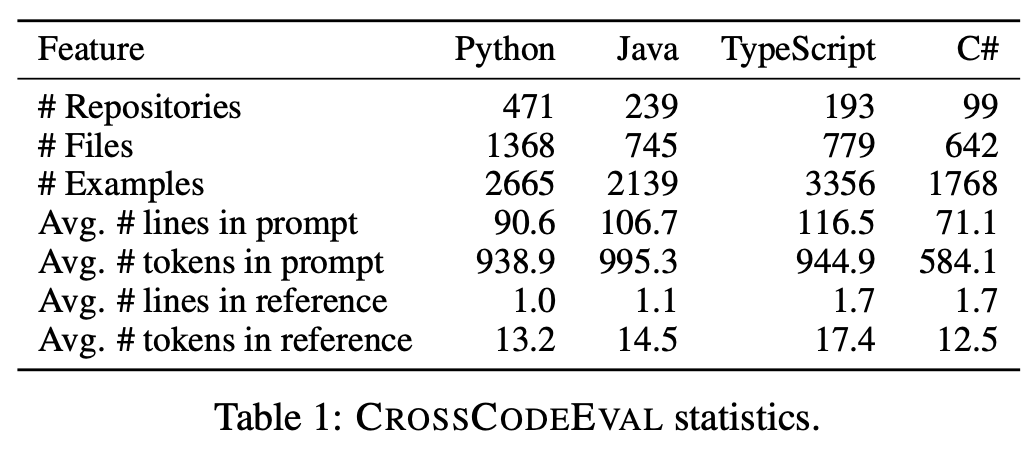 Feature Python Java TypeScript C#
# Repositories 471 239 193 99
# Files 1368 745 779 642
# Examples 2665 2139 3356 1768
Avg. # lines in prompt 90.6 106.7 116.5 71.1
Avg. # tokens in prompt 938.9 995.3 944.9 584.1
Avg. # lines in reference 1.0 1.1 1.7 1.7
Avg. # tokens in reference 13.2 14.5 17.4 12.5
Table 1: CROSSCODEEVAL statistics.